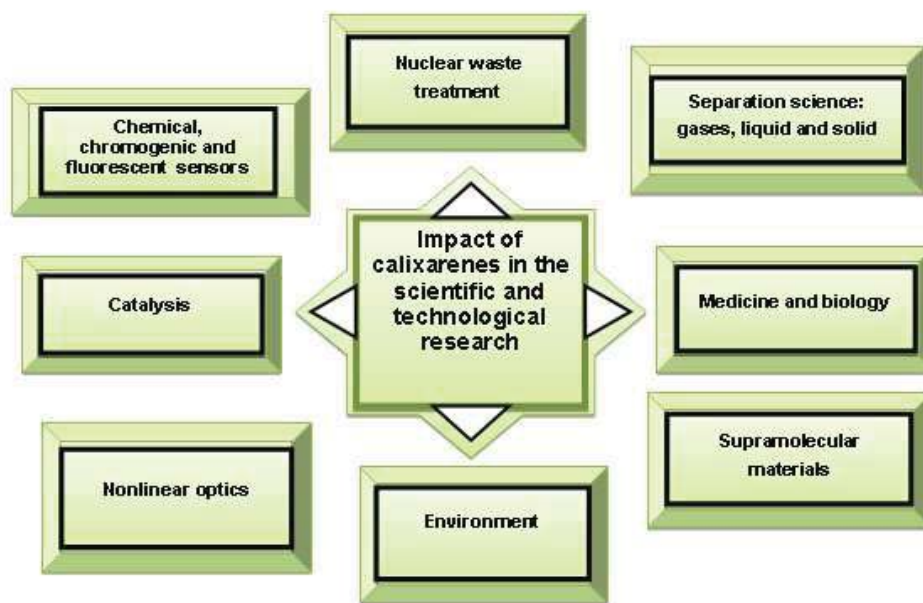 Nuclear waste
treatment
Separation science:
gases, liquid and solid
Chemical,
chromogenic and
fluorescent sensors
Impact of
calixarenes in the
scientific and
technological
research
Catalysis
Medicine and biology
Supramolecular
materials
Nonlinear optics
Environment